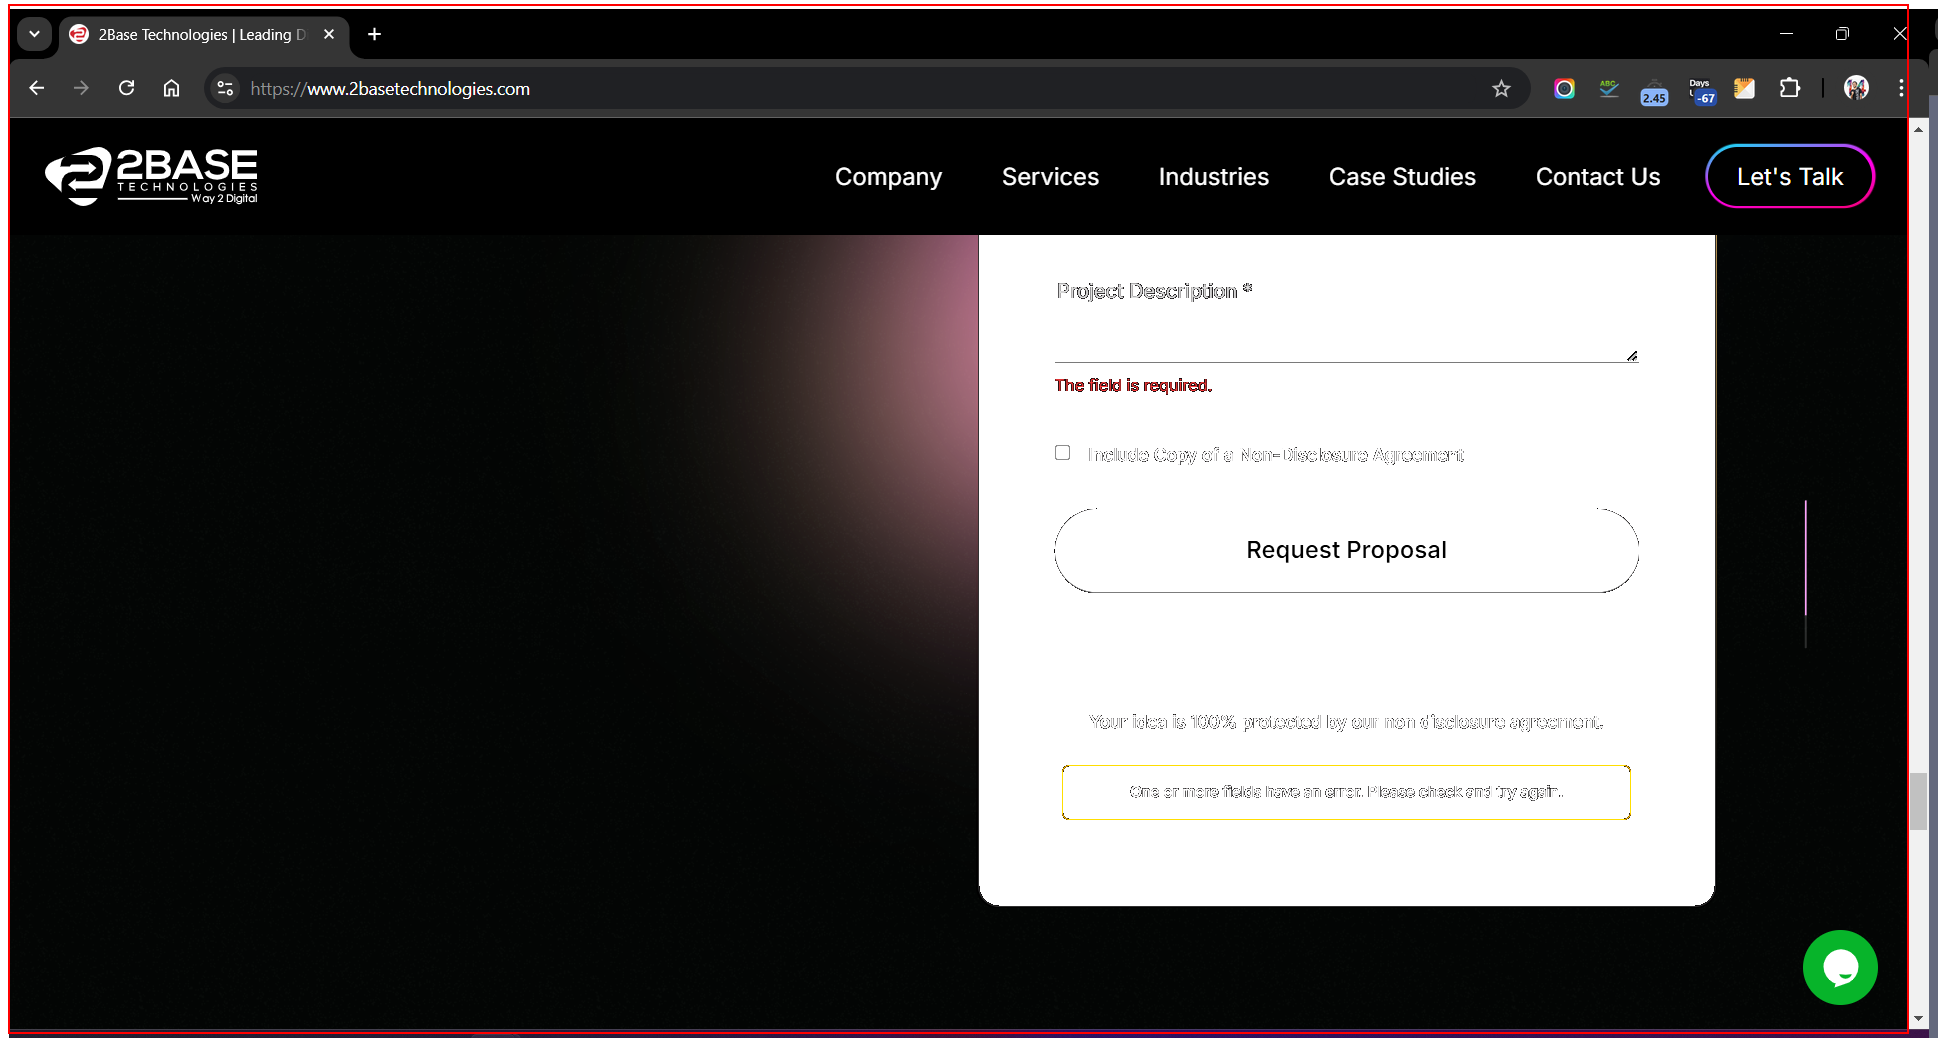 2Base Technologies | Leading D
https://www.2basetechnologies.com
ABC
2.45
Days
-67
2BASE
TECHNOLOGIES
Way 2 Digital
Company
Services
Industries
Case Studies
Contact Us
Let's Talk
Project Description *
The field is required.
Include Copy of a Non-Disclosure Agreement
Request Proposal
Your idea is 100% protected by our non disclosure agreement.
One or more fields have an error. Please check and try again.